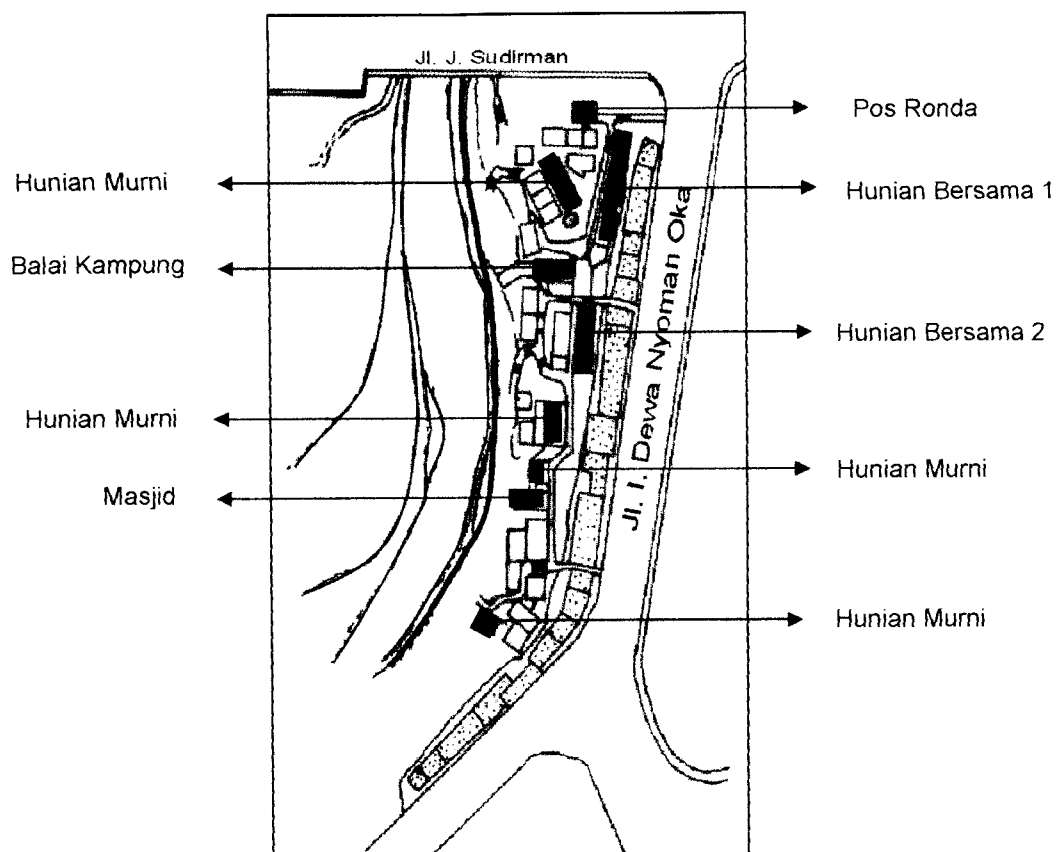 Jl. J. Sudirman
Pos Ronda
Hunian Murni
Hunian Bersama 1
Balai Kampung
Jl. I. Dewa Nyoman Oka
Hunian Bersama 2
Hunian Murni
Hunian Murni
Masjid
Hunian Murni